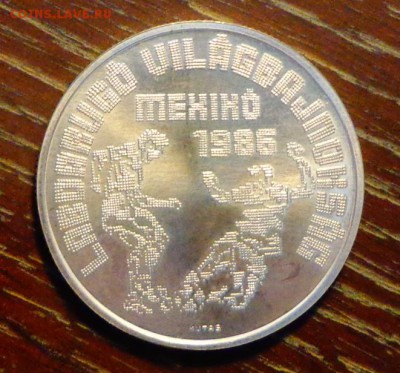 COINS.LAVE.RU
LABDARÚGÓ VILÁGBAJNOKSÁG
MEXIKÓ
1986
KUTAS